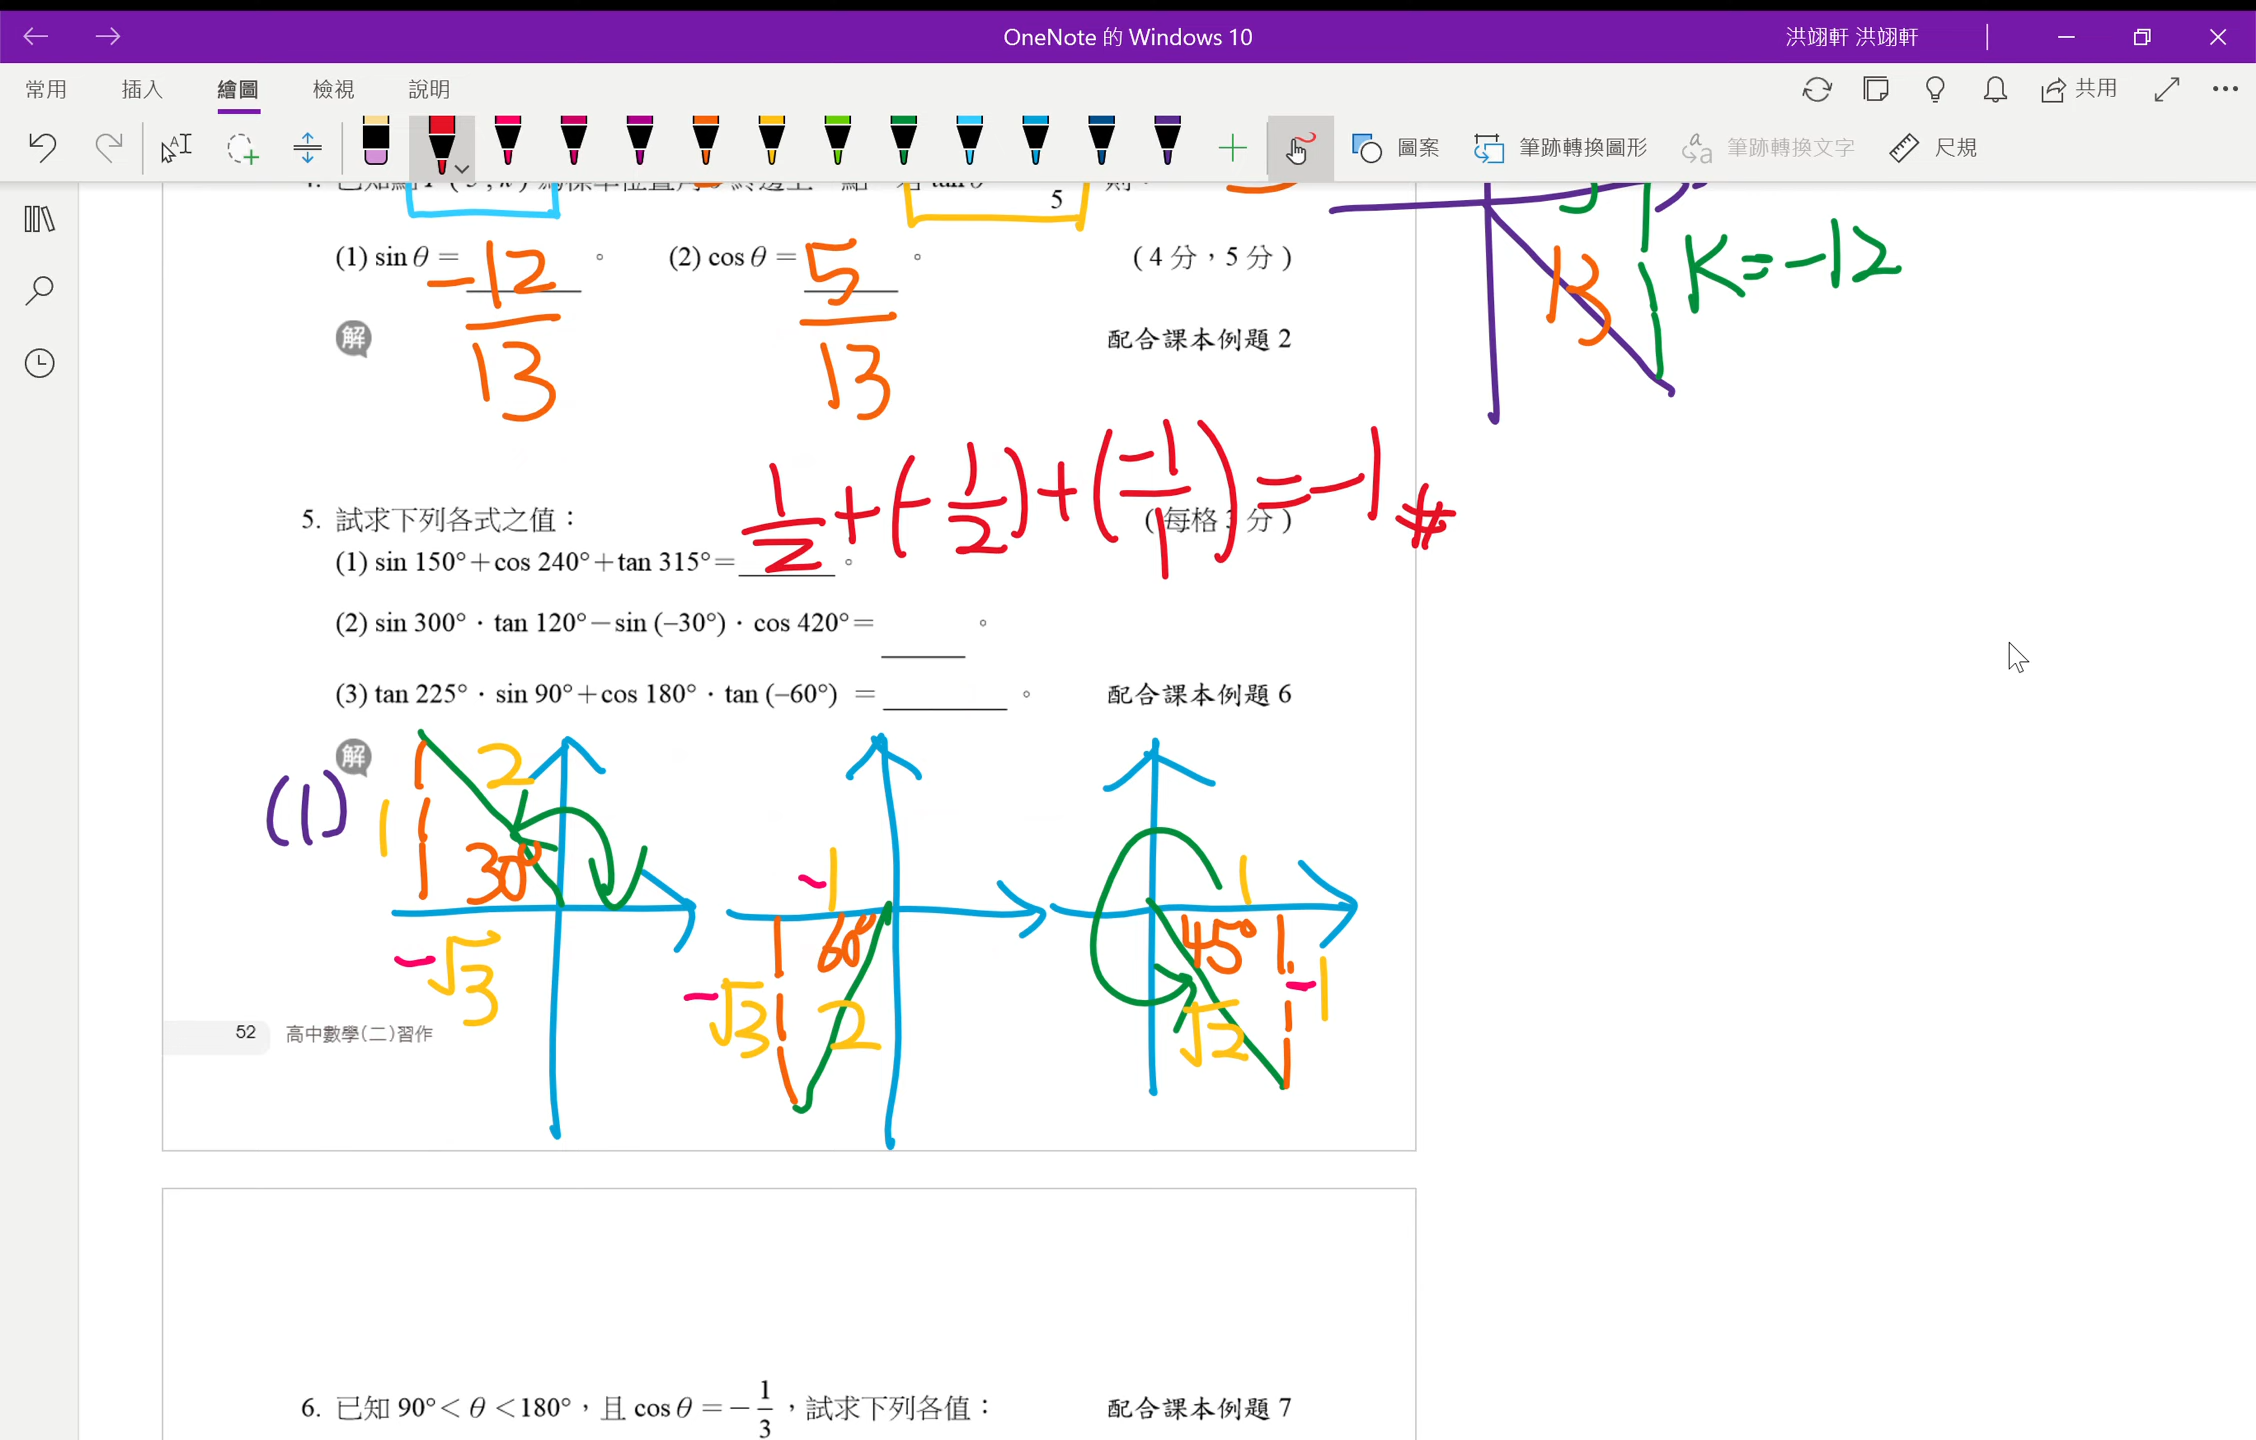 OneNote 的 Windows 10
洪翊軒 洪翊軒
常用 插入 繪圖 檢視 說明 共用
圖案 筆跡轉換圖形 筆跡轉換文字 尺規
5
(1) sin θ = -12/13 。 (2) cos θ = 5/13 。 ( 4 分，5 分 )
13 K=-12
解 配合課本例題 2
1/2+(-1/2)+(-1/1)=-1 #
5. 試求下列各式之值： ( 每格 3 分 )
(1) sin 150°＋cos 240°＋tan 315°= 。
(2) sin 300°．tan 120°－sin (–30°)．cos 420°= 。
(3) tan 225°．sin 90°＋cos 180°．tan (–60°) = 。 配合課本例題 6
解
(1) 1 2 30° -√3
-1 60° -√3 2
1 45° -1 √2
52 高中數學(二)習作
6. 已知 90°< θ <180°，且 cos θ =－1/3，試求下列各值： 配合課本例題 7